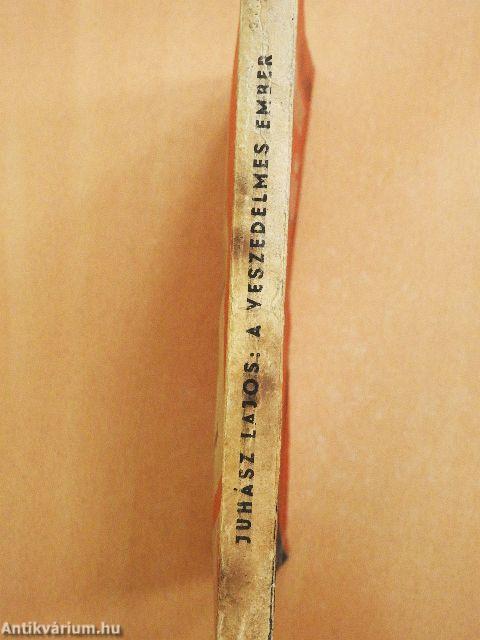 JUHÁSZ LAJOS: A VESZEDELMES EMBER
Antikvárium.hu